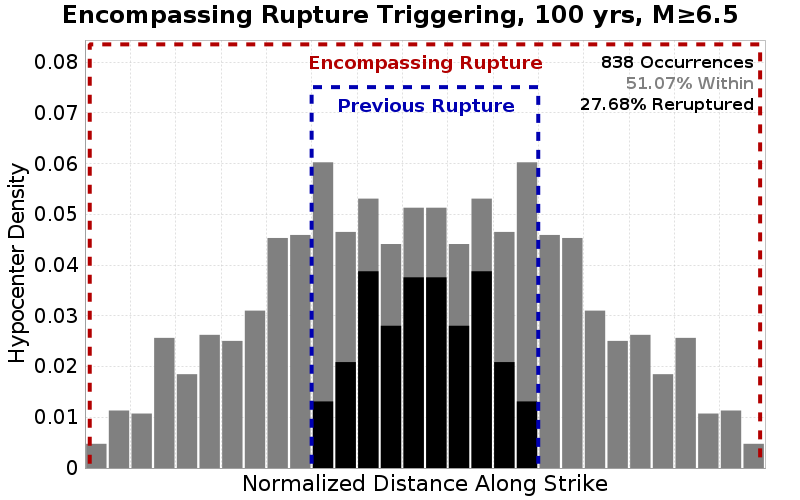 Encompassing Rupture Triggering, 100 yrs, M≥6.5
Encompassing Rupture
838 Occurrences
51.07% Within
27.68% Reruptured
Previous Rupture
Hypocenter Density
0.08
0.07
0.06
0.05
0.04
0.03
0.02
0.01
0
Normalized Distance Along Strike